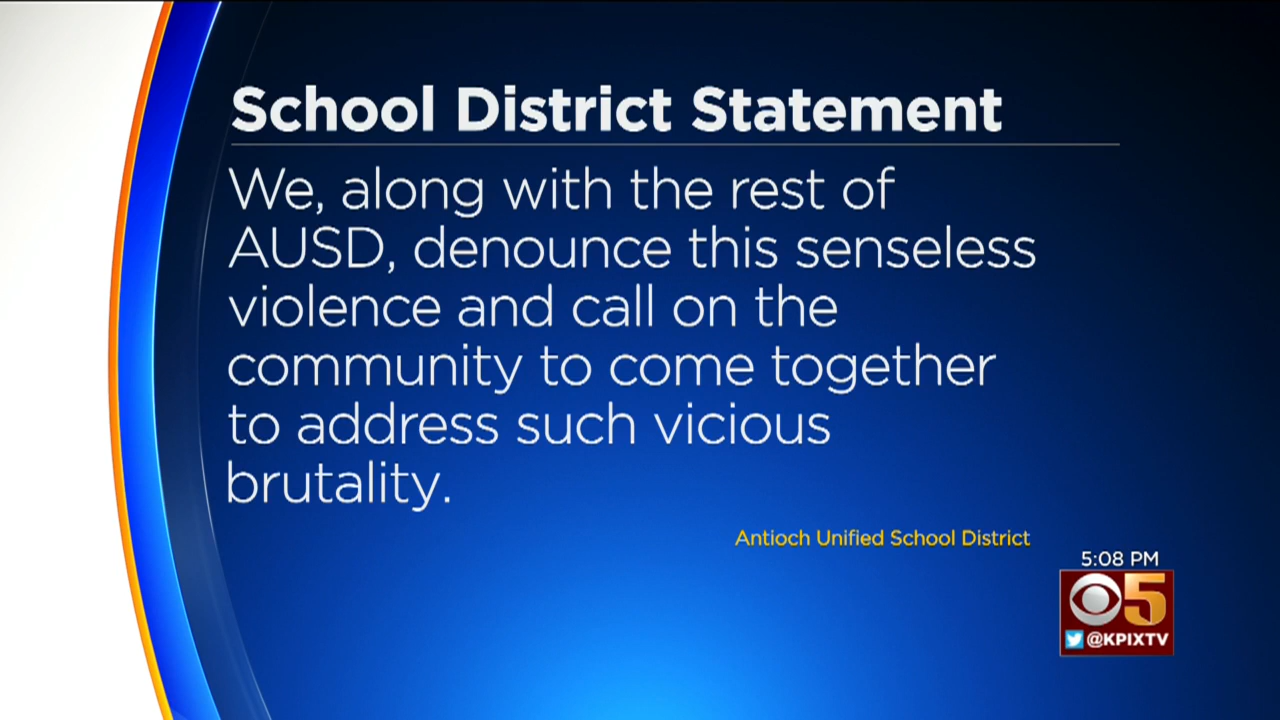 School District Statement
We, along with the rest of
AUSD, denounce this senseless
violence and call on the
community to come together
to address such vicious
brutality.
Antioch Unified School District
5:08 PM
5
@KPIXTV